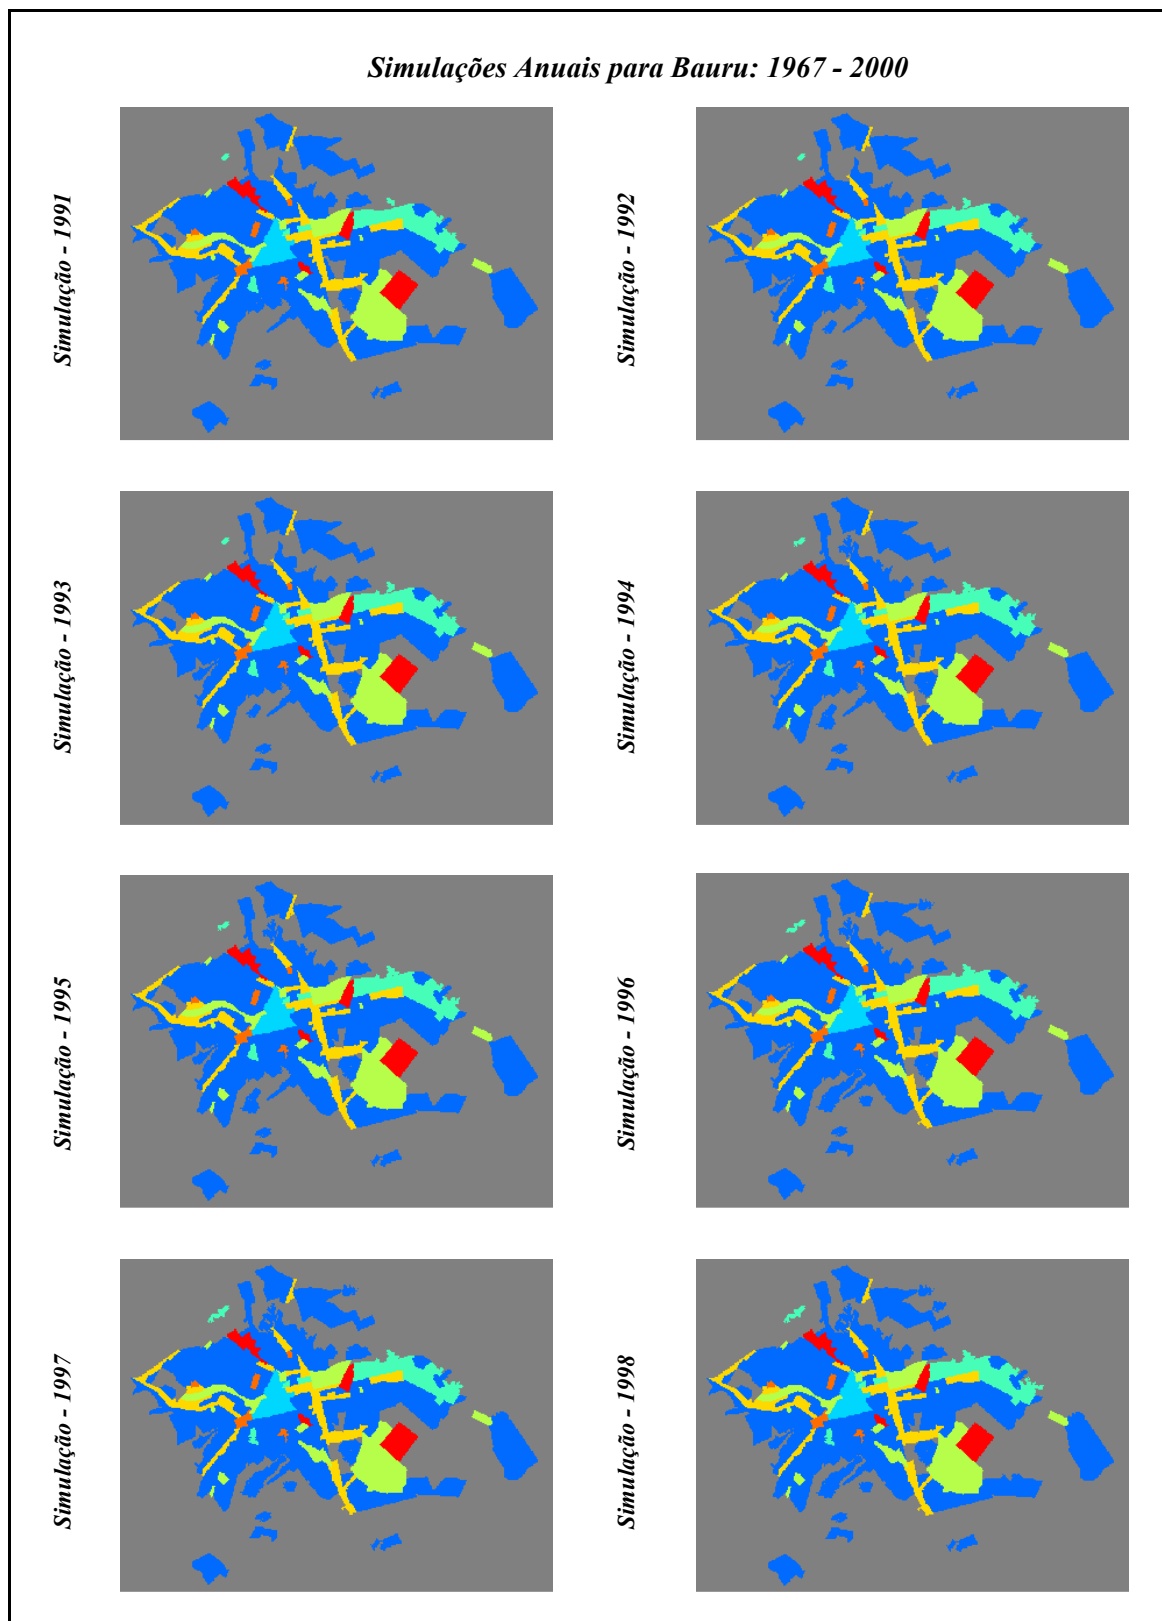 Simulações Anuais para Bauru: 1967 - 2000
Simulação - 1991
Simulação - 1992
Simulação - 1993
Simulação - 1994
Simulação - 1995
Simulação - 1996
Simulação - 1997
Simulação - 1998